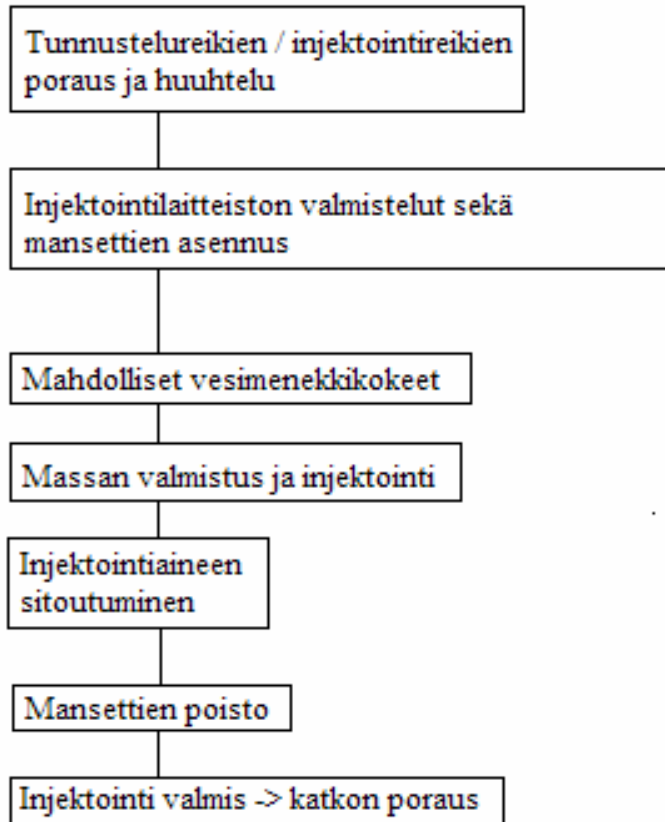 Tunnustelureikien / injektointireikien
poraus ja huuhtelu
Injektointilaitteiston valmistelut sekä
mansettien asennus
Mahdolliset vesimenekkikokeet
Massan valmistus ja injektointi
Injektointiaineen
sitoutuminen
Mansettien poisto
Injektointi valmis -> katkon poraus